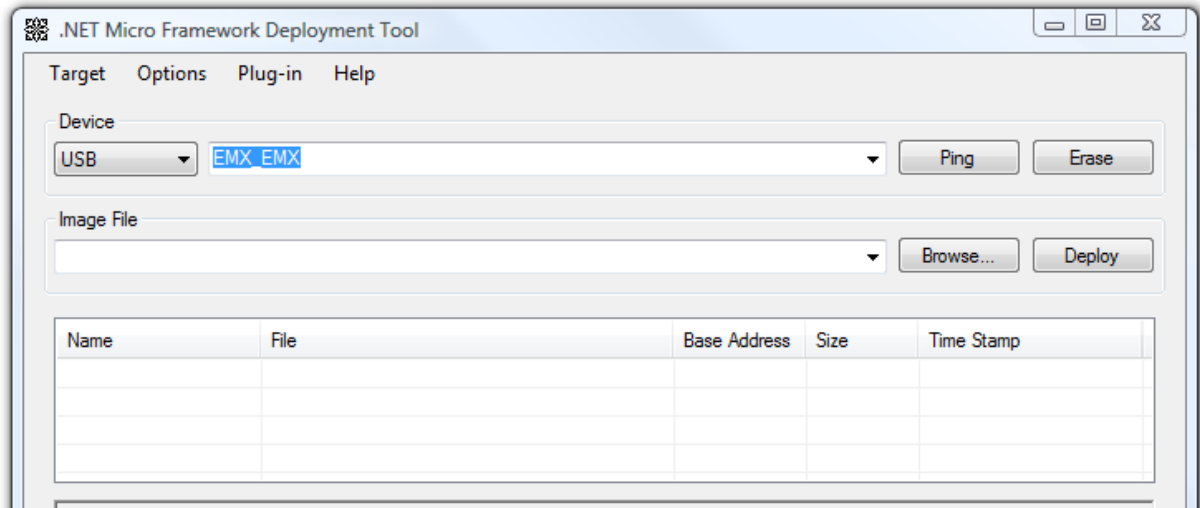 .NET Micro Framework Deployment Tool
Target Options Plug-in Help
Device
USB EMX_EMX Ping Erase
Image File
Browse... Deploy
Name File Base Address Size Time Stamp